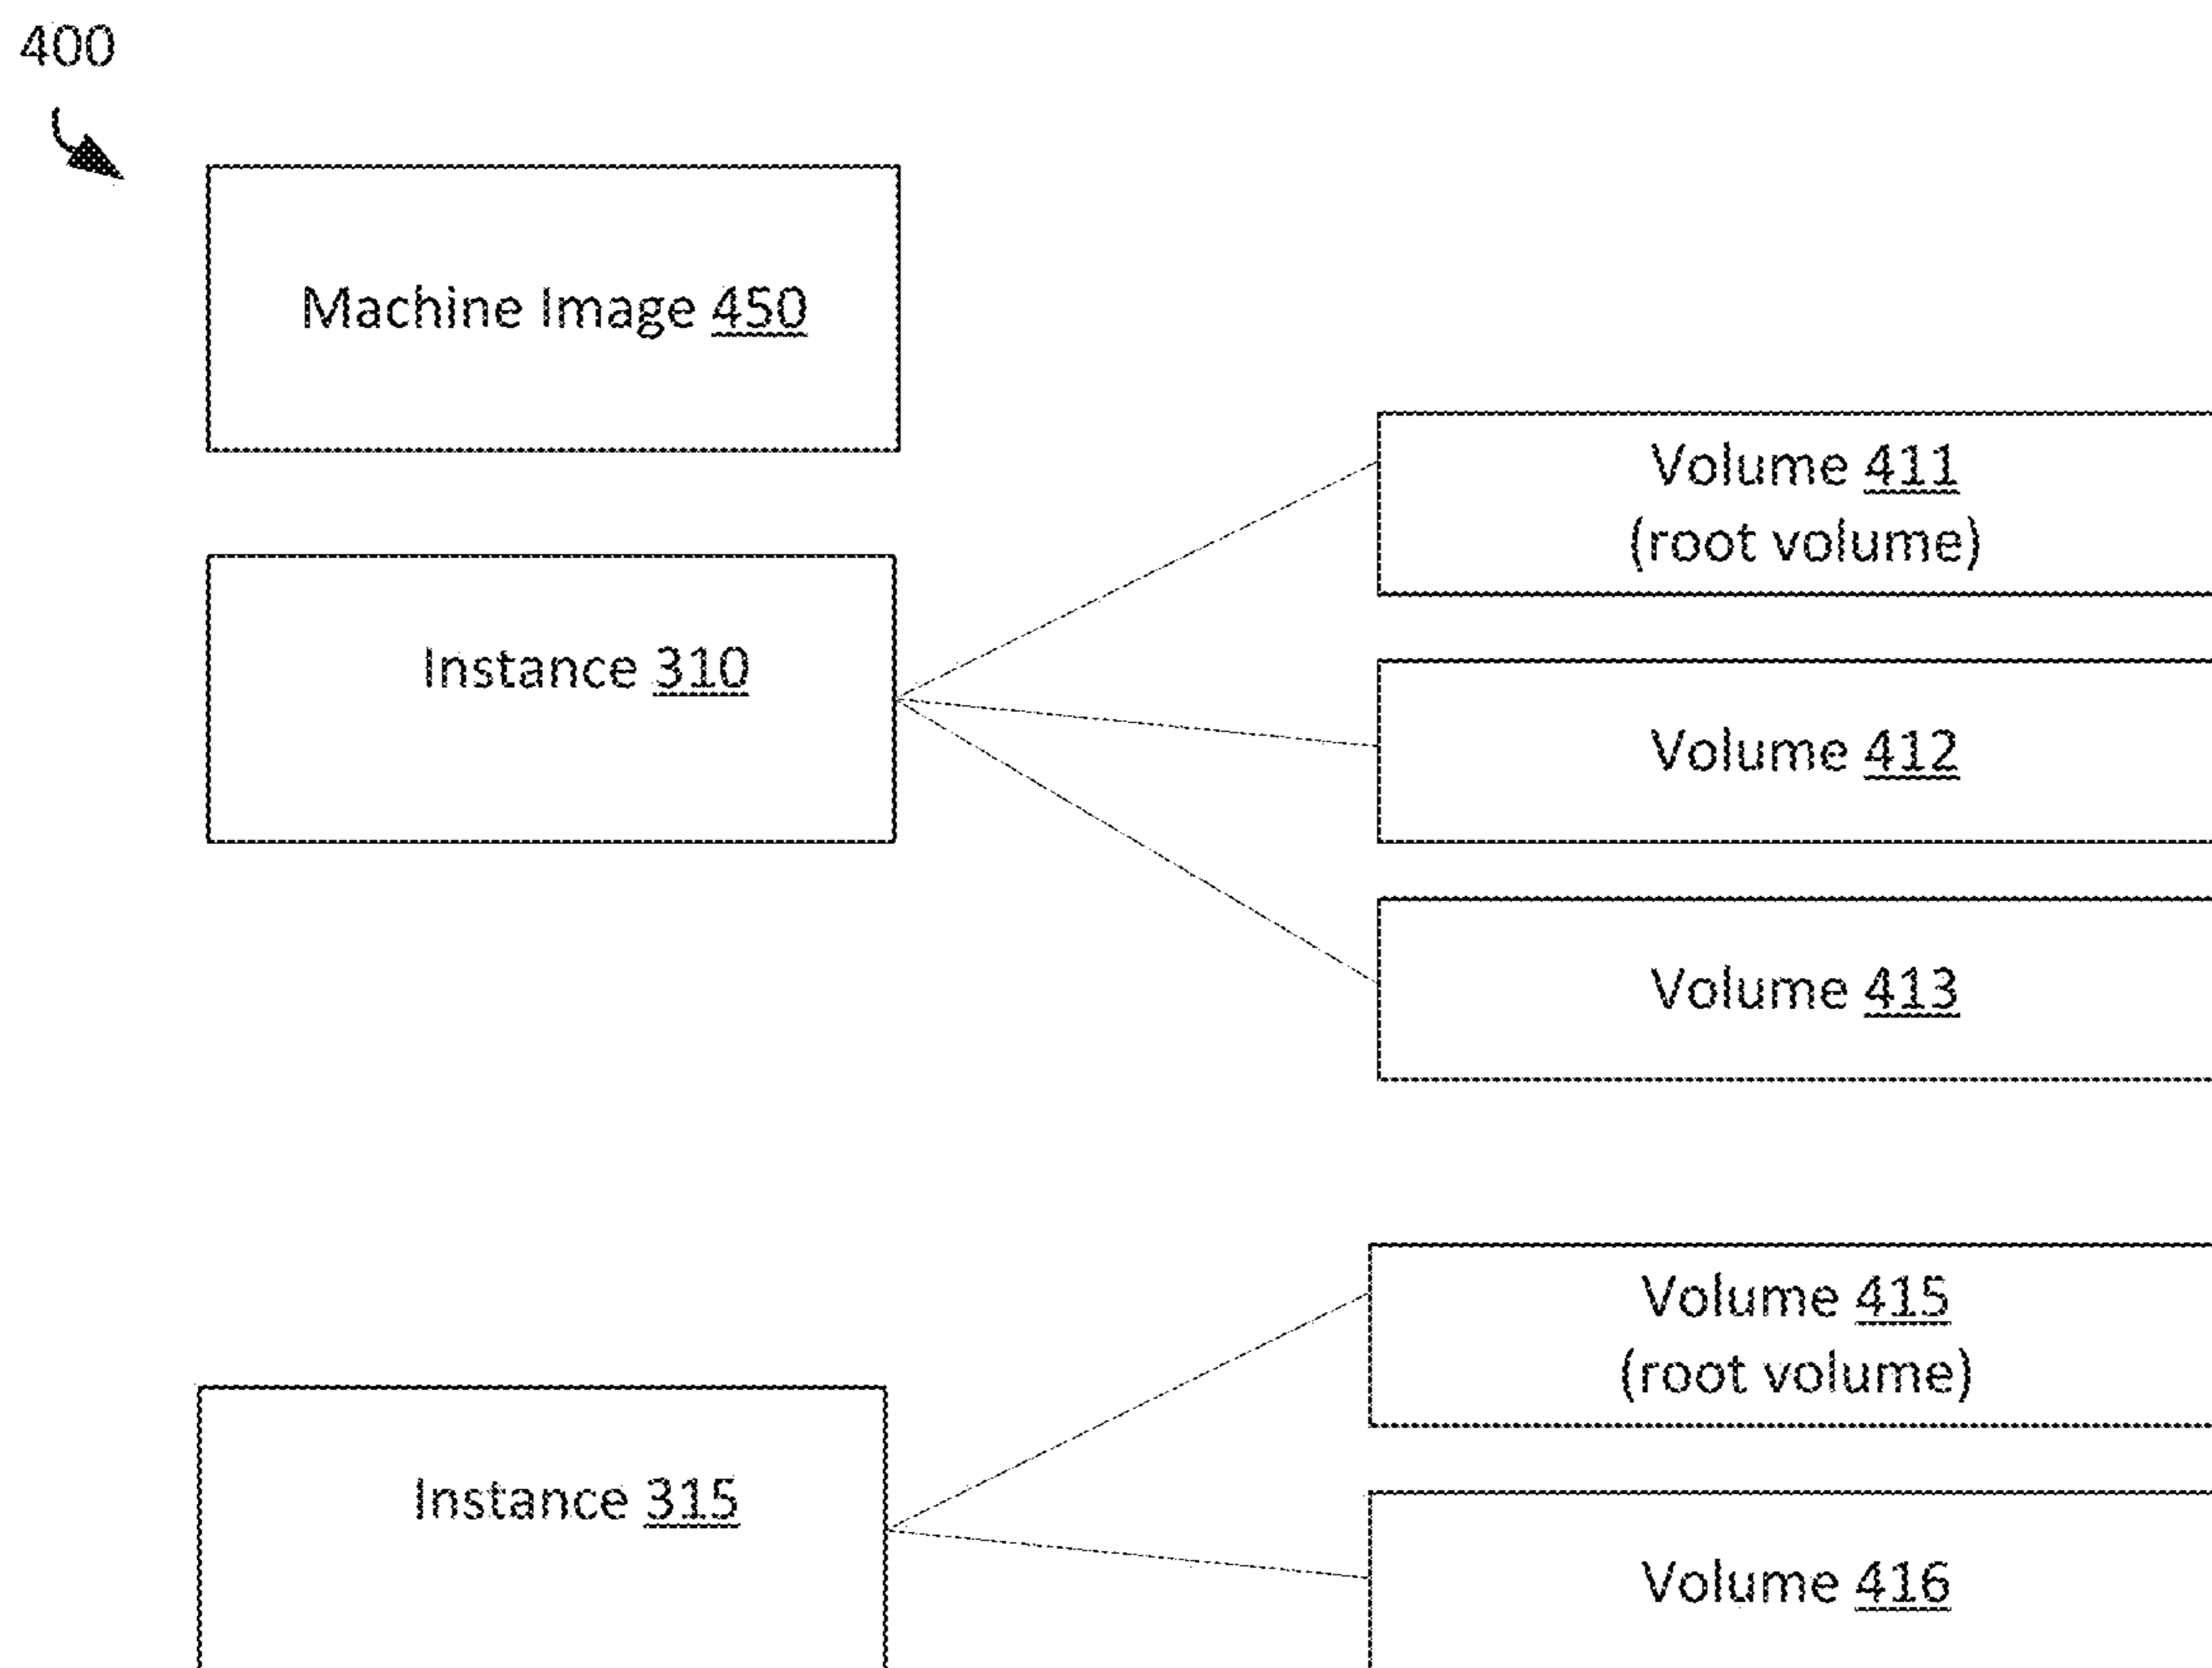 400
Machine Image 450
Volume 411
(root volume)
Instance 310
Volume 412
Volume 413
Volume 415
(root volume)
Instance 315
Volume 416